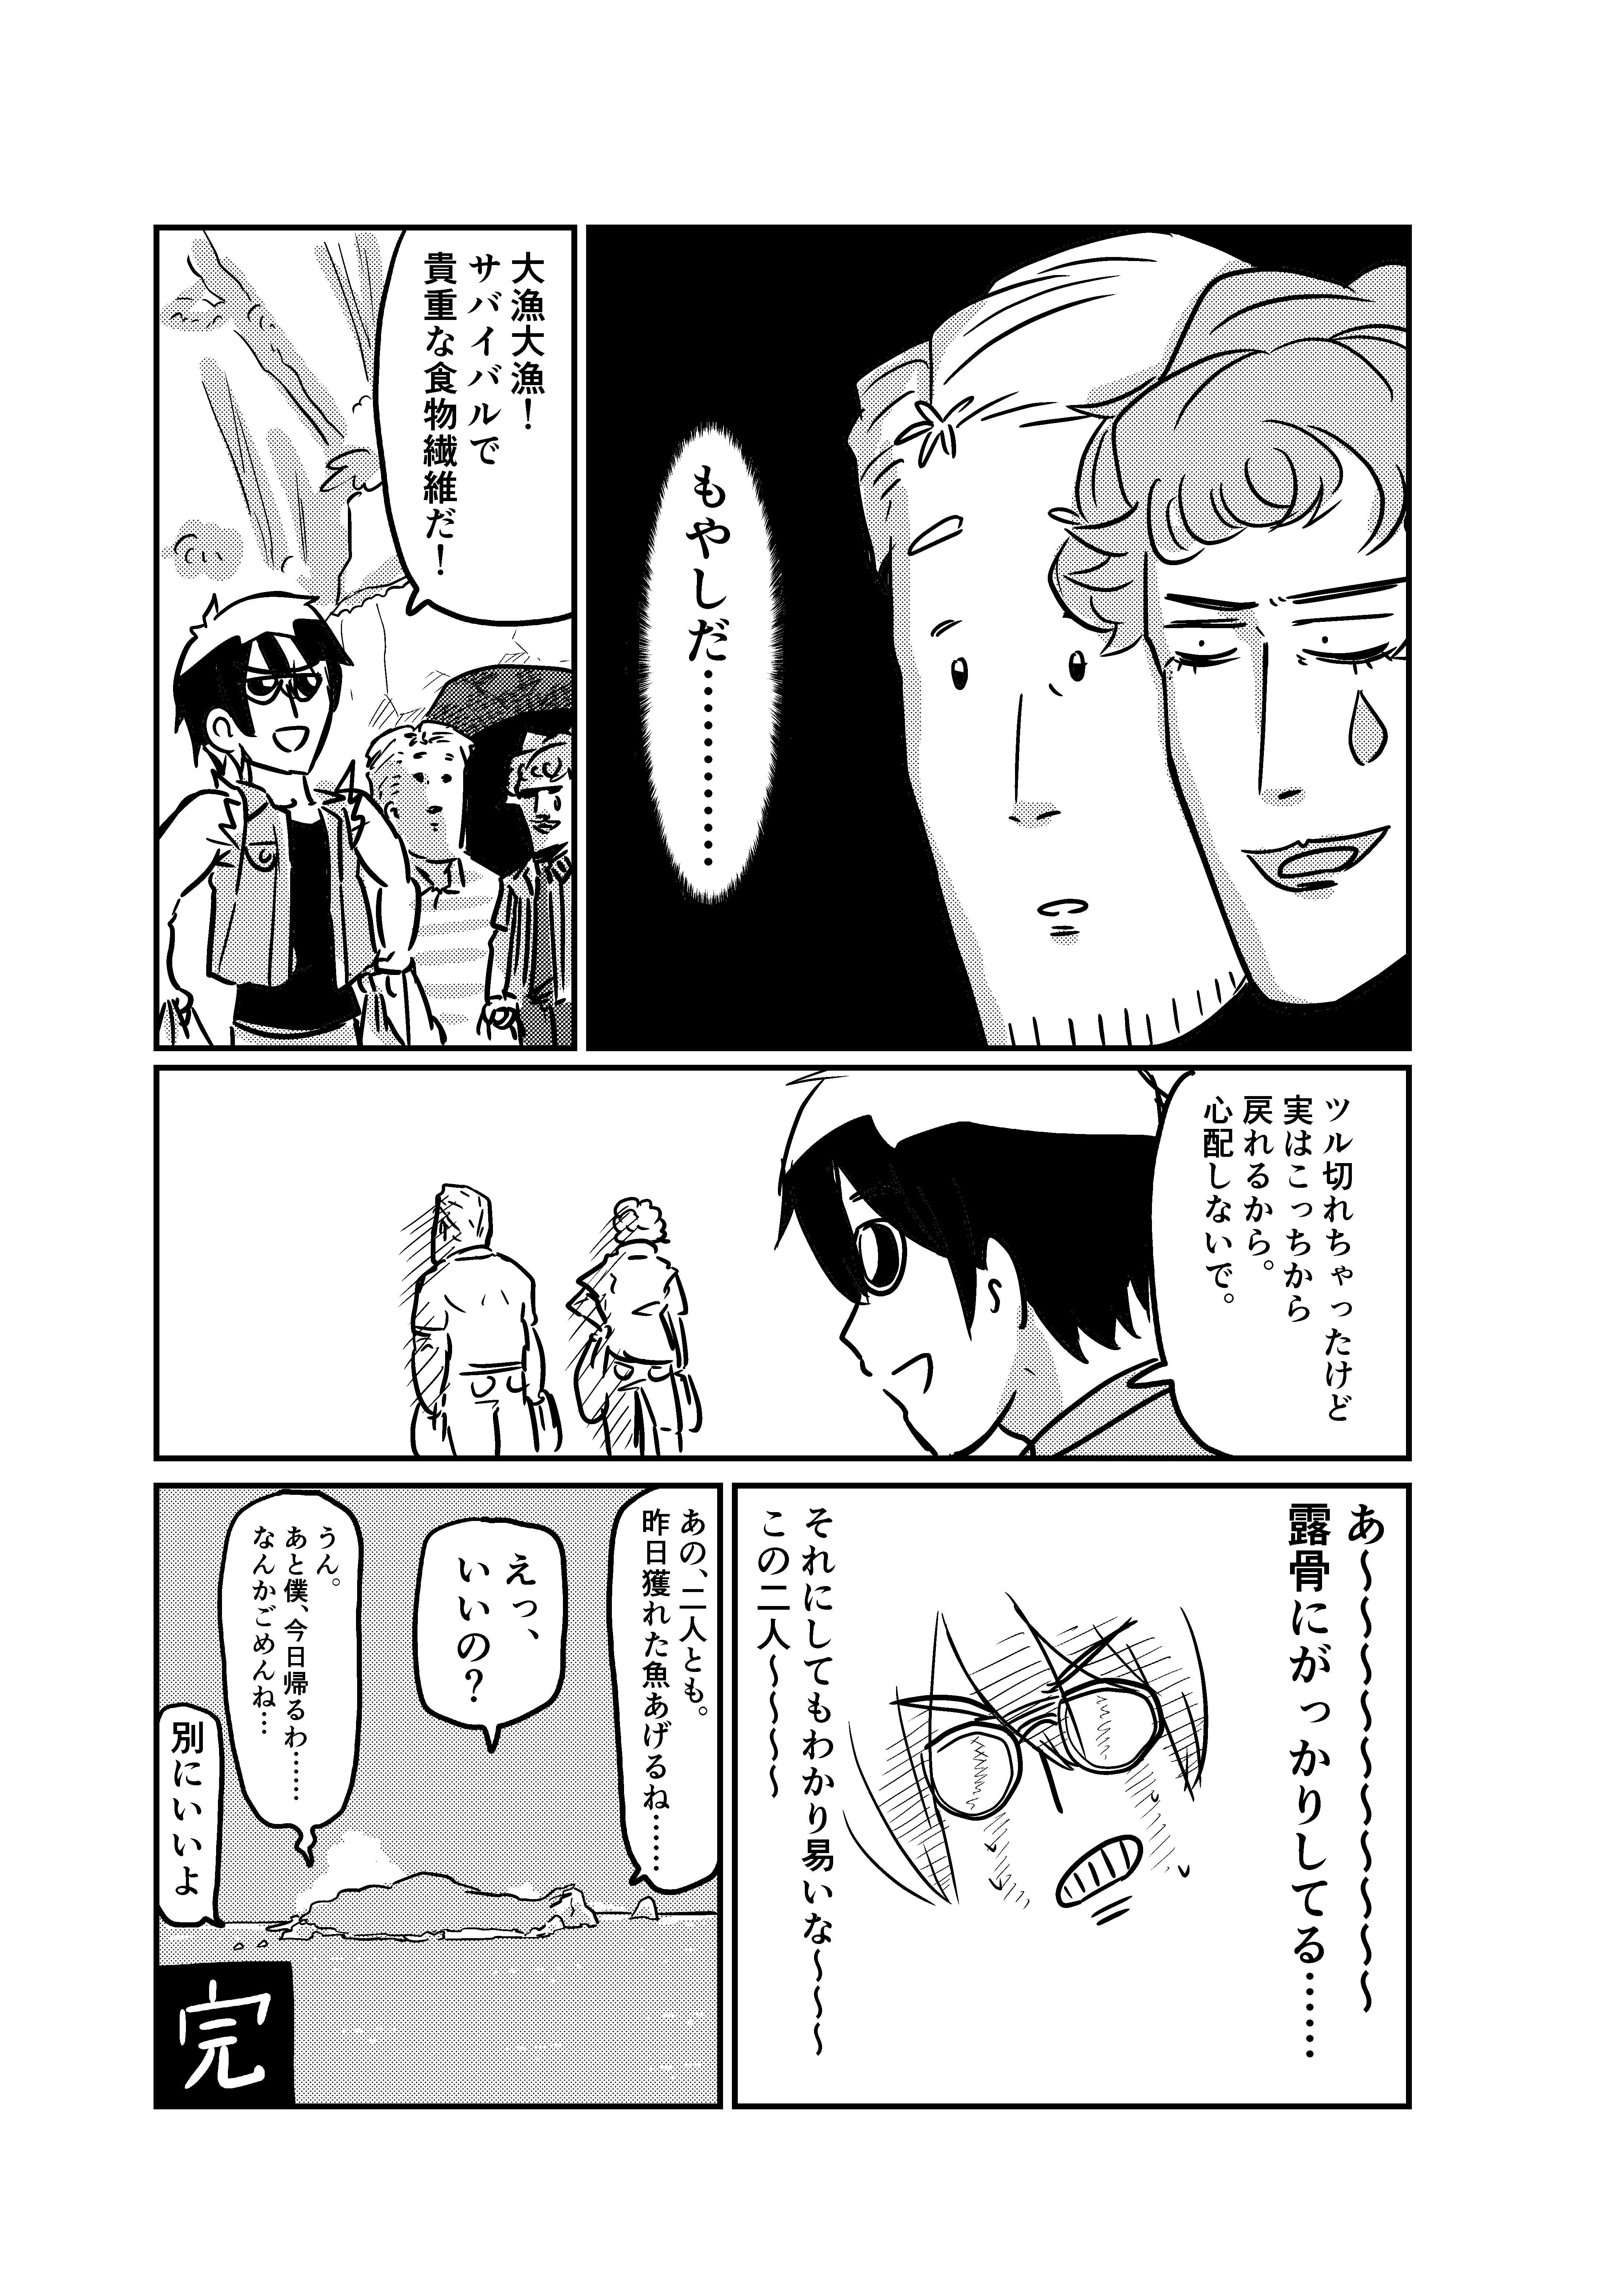 もやしだ……………
大漁大漁！
サバイバルで
貴重な食物繊維だ！
ツル切れちゃったけど
実はこっちから
戻れるから。
心配しないで。
あ～～～～～～～～～～～
露骨にがっかりしてる……
それにしてもわかり易いな～～～
この二人～～～～
あの、二人とも。
昨日獲れた魚あげるね……
えっ、
いいの？
うん。
あと僕、今日帰るわ……
なんかごめんね…
別にいいよ
完